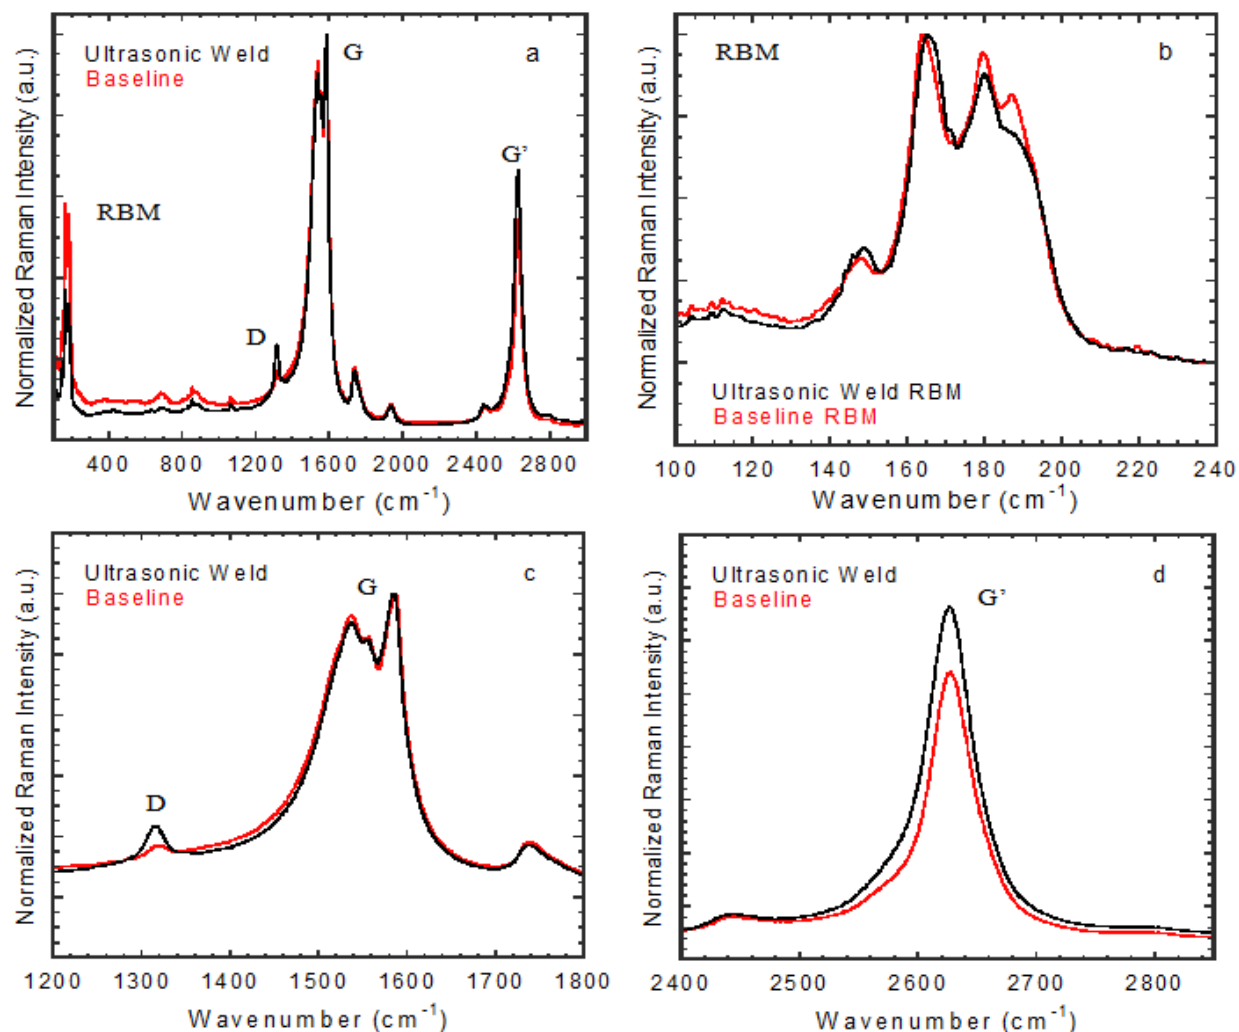 Ultrasonic Weld
Baseline
G
a
RBM
D
G’
Normalized Raman Intensity (a.u.)
400 800 1200 1600 2000 2400 2800
Wavenumber (cm-1)
RBM
b
Ultrasonic Weld RBM
Baseline RBM
Normalized Raman Intensity (a.u.)
100 120 140 160 180 200 220 240
Wavenumber (cm-1)
Ultrasonic Weld
Baseline
G
c
D
Normalized Raman Intensity (a.u.)
1200 1300 1400 1500 1600 1700 1800
Wavenumber (cm-1)
Ultrasonic Weld
Baseline
G’
d
Normalized Raman Intensity (a.u.)
2400 2500 2600 2700 2800
Wavenumber (cm-1)